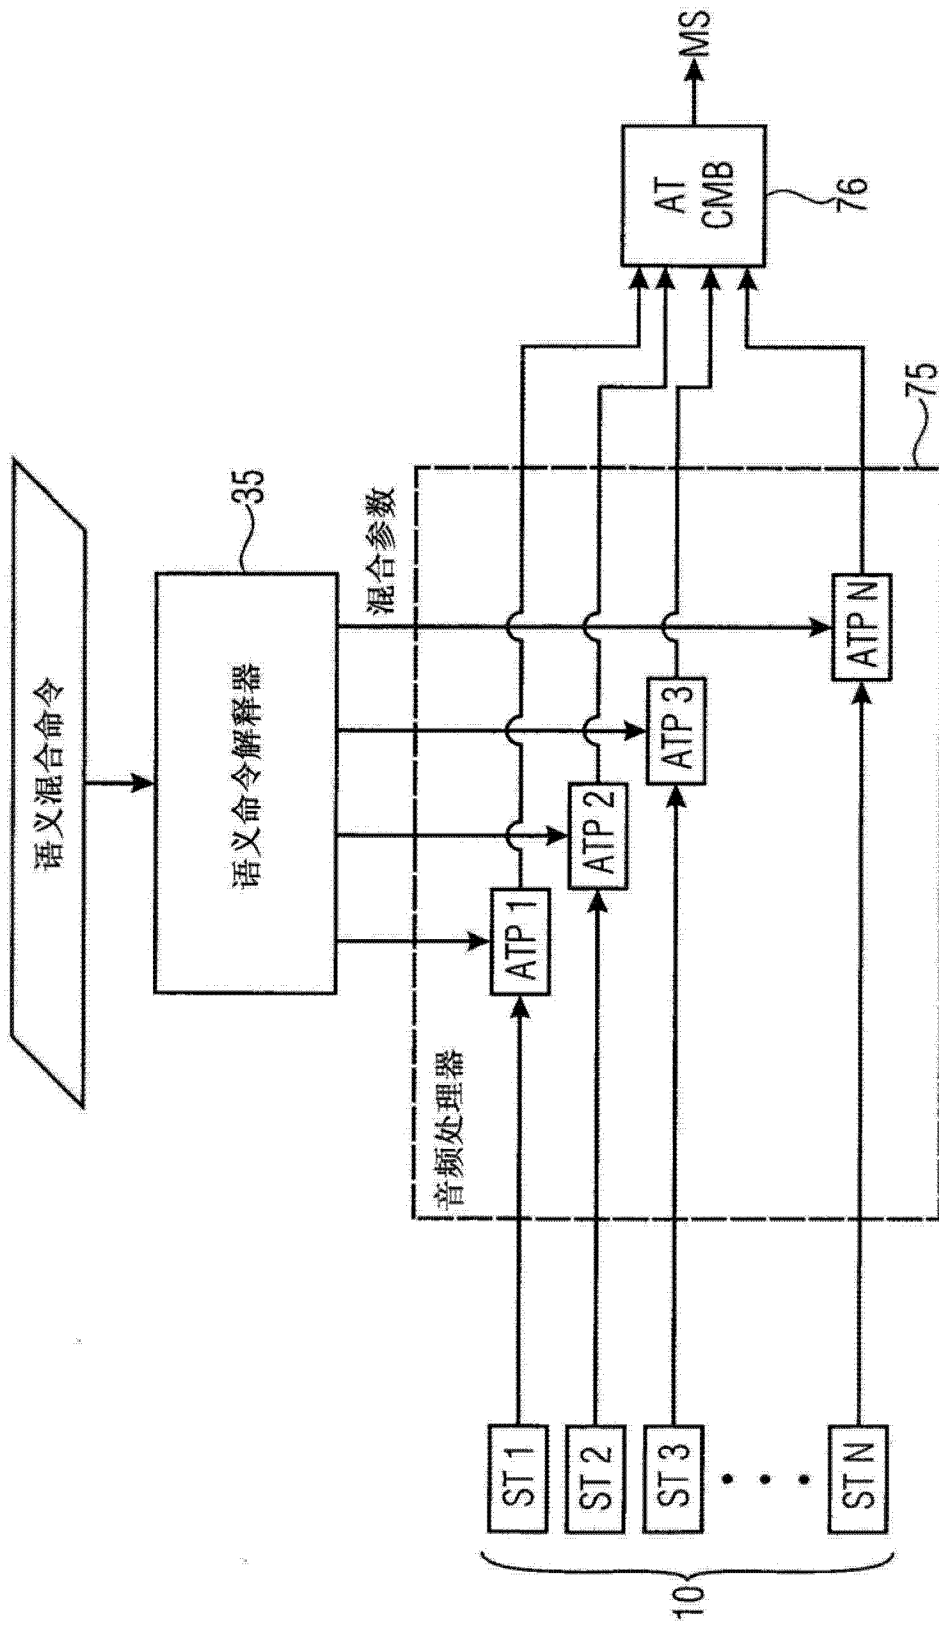 语义混合命令
语义命令解释器
35
混合参数
音频处理器
75
ST 1
ST 2
ST 3
ST N
10
ATP 1
ATP 2
ATP 3
ATP N
AT
CMB
76
MS